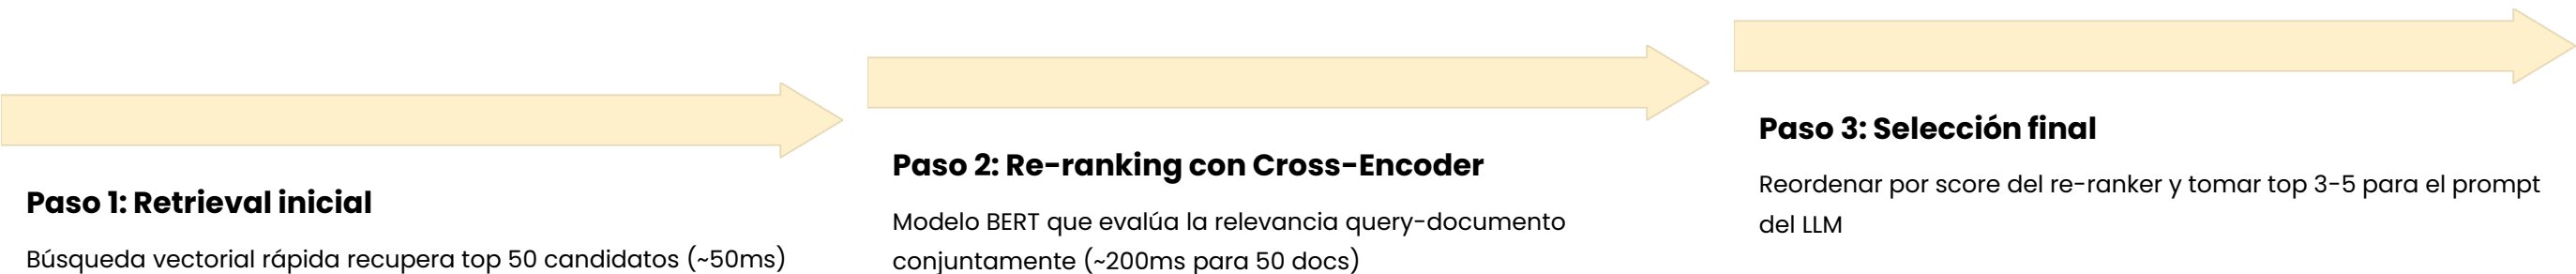 Paso 1: Retrieval inicial
Búsqueda vectorial rápida recupera top 50 candidatos (~50ms)
Paso 2: Re-ranking con Cross-Encoder
Modelo BERT que evalúa la relevancia query-documento
conjuntamente (~200ms para 50 docs)
Paso 3: Selección final
Reordenar por score del re-ranker y tomar top 3-5 para el prompt
del LLM